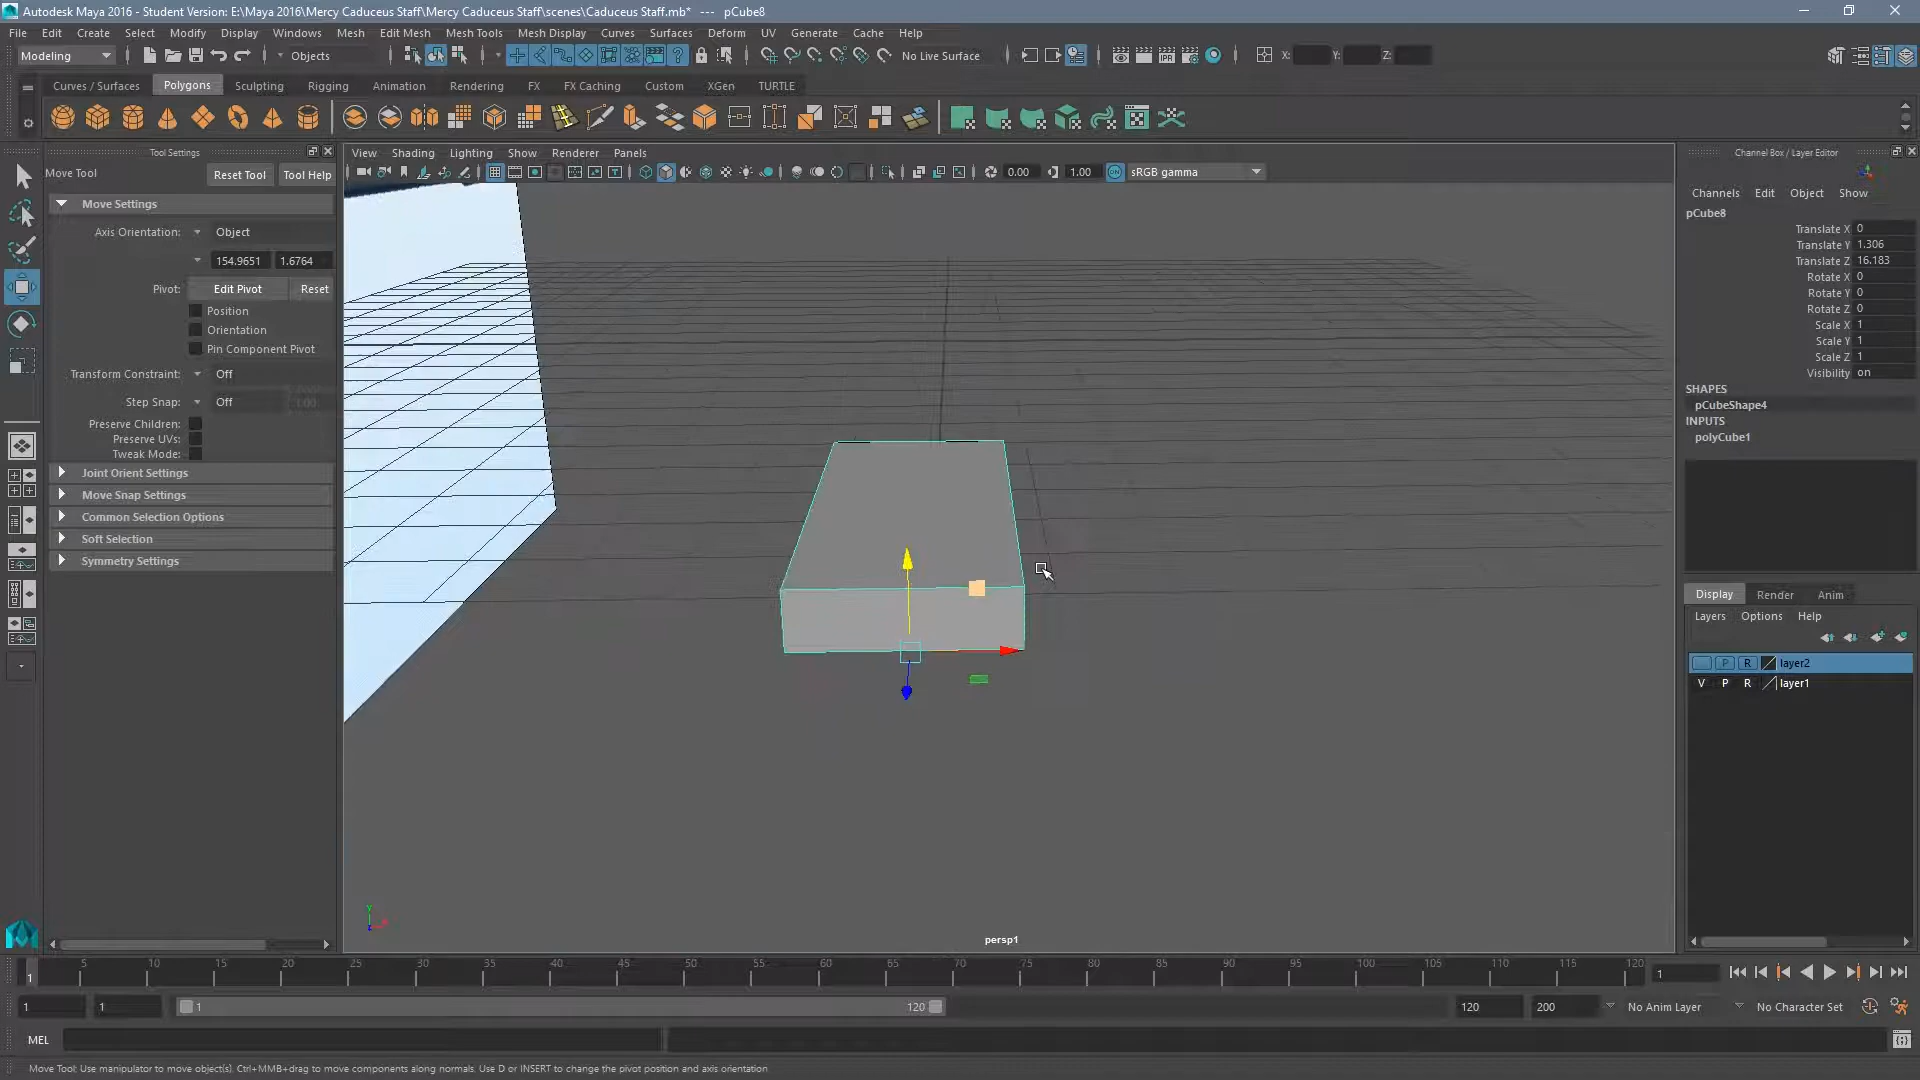 Autodesk Maya 2016 - Student Version: E:\Maya 2016\Mercy Caduceus Staff\Mercy Caduceus Staff\scenes\Caduceus Staff.mb* --- pCube8
File Edit Create Select Modify Display Windows Mesh Edit Mesh Mesh Tools Mesh Display Curves Surfaces Deform UV Generate Cache Help
Modeling Objects No Live Surface X: Y: Z:
Curves / Surfaces Polygons Sculpting Rigging Animation Rendering FX FX Caching Custom XGen TURTLE
Tool Settings
Move Tool Reset Tool Tool Help
Move Settings
Axis Orientation: Object
154.9651 1.6764
Pivot: Edit Pivot Reset
Position
Orientation
Pin Component Pivot
Transform Constraint: Off
Step Snap: Off
Preserve Children:
Preserve UVs:
Tweak Mode:
Joint Orient Settings
Move Snap Settings
Common Selection Options
Soft Selection
Symmetry Settings
View Shading Lighting Show Renderer Panels
0.00 1.00 ON sRGB gamma
persp1
Channel Box / Layer Editor
Channels Edit Object Show
pCube8
Translate X 0
Translate Y 1.306
Translate Z 16.183
Rotate X 0
Rotate Y 0
Rotate Z 0
Scale X 1
Scale Y 1
Scale Z 1
Visibility on
SHAPES
pCubeShape4
INPUTS
polyCube1
Display Render Anim
Layers Options Help
P R layer2
V P R layer1
1 5 10 15 20 25 30 35 40 45 50 55 60 65 70 75 80 85 90 95 100 105 110 115 120 1
1 1 1 120 120 200 No Anim Layer No Character Set
MEL
Move Tool: Use manipulator to move object(s). Ctrl+MMB+drag to move components along normals. Use D or INSERT to change the pivot position and axis orientation